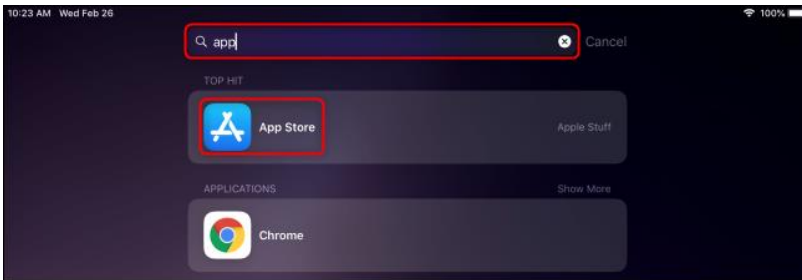 10:23 AM Wed Feb 26 100%
app Cancel
TOP HIT
App Store Apple Stuff
APPLICATIONS Show More
Chrome